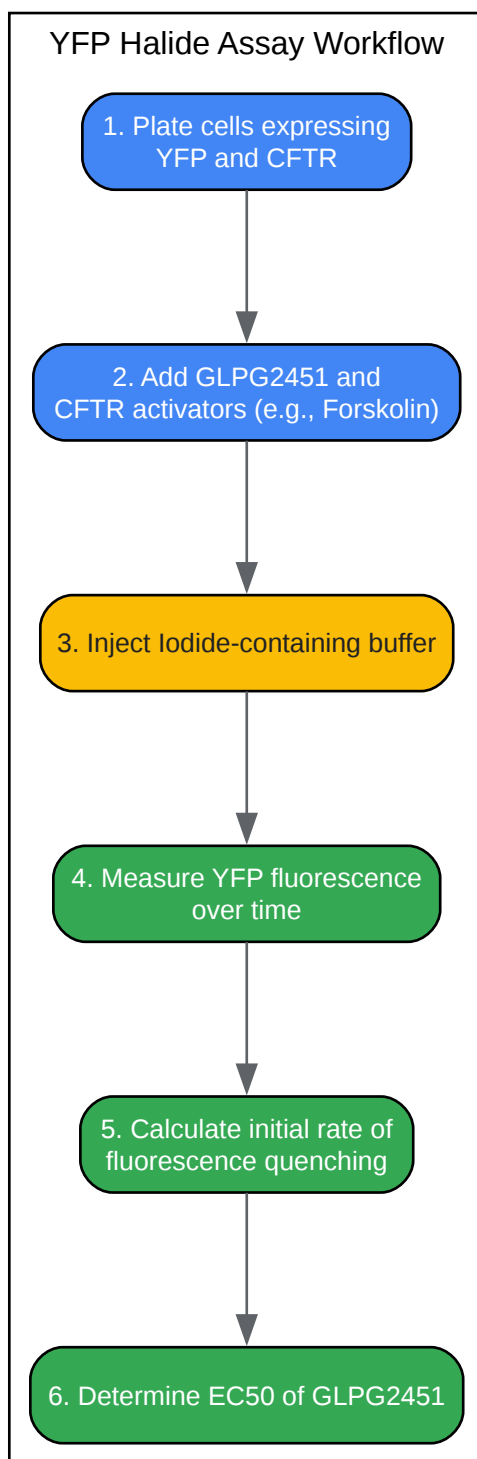 YFP Halide Assay Workflow
1. Plate cells expressing
YFP and CFTR
2. Add GLPG2451 and
CFTR activators (e.g., Forskolin)
3. Inject Iodide-containing buffer
4. Measure YFP fluorescence
over time
5. Calculate initial rate of
fluorescence quenching
6. Determine EC50 of GLPG2451